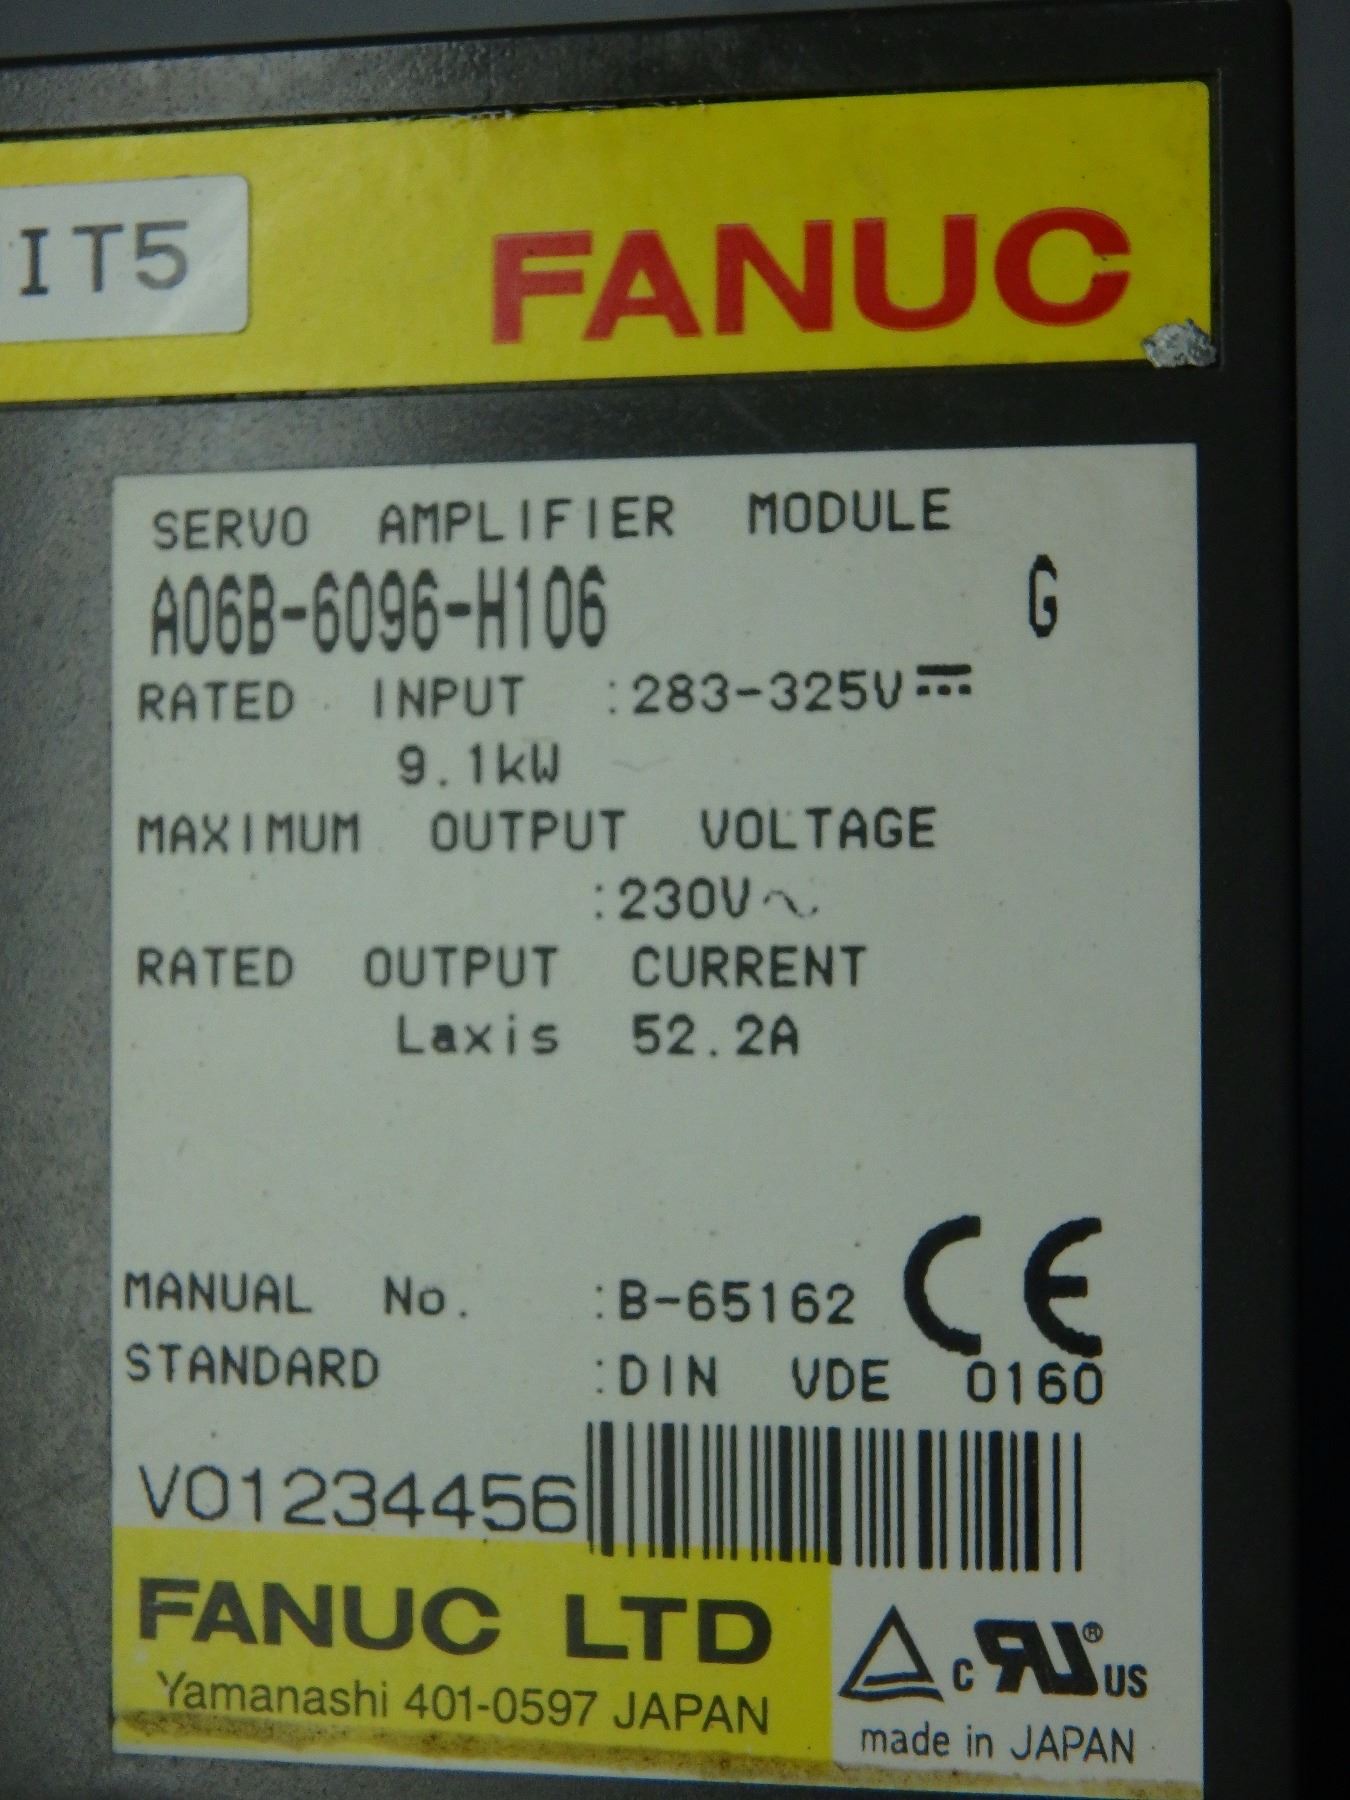 IT5
FANUC
SERVO AMPLIFIER MODULE
A06B-6096-H106 G
RATED INPUT :283-325V⎓
9.1kW
MAXIMUM OUTPUT VOLTAGE
:230V~
RATED OUTPUT CURRENT
Laxis 52.2A
MANUAL No. :B-65162 CE
STANDARD :DIN VDE 0160
V01234456
FANUC LTD
Yamanashi 401-0597 JAPAN
c RU® US
made in JAPAN